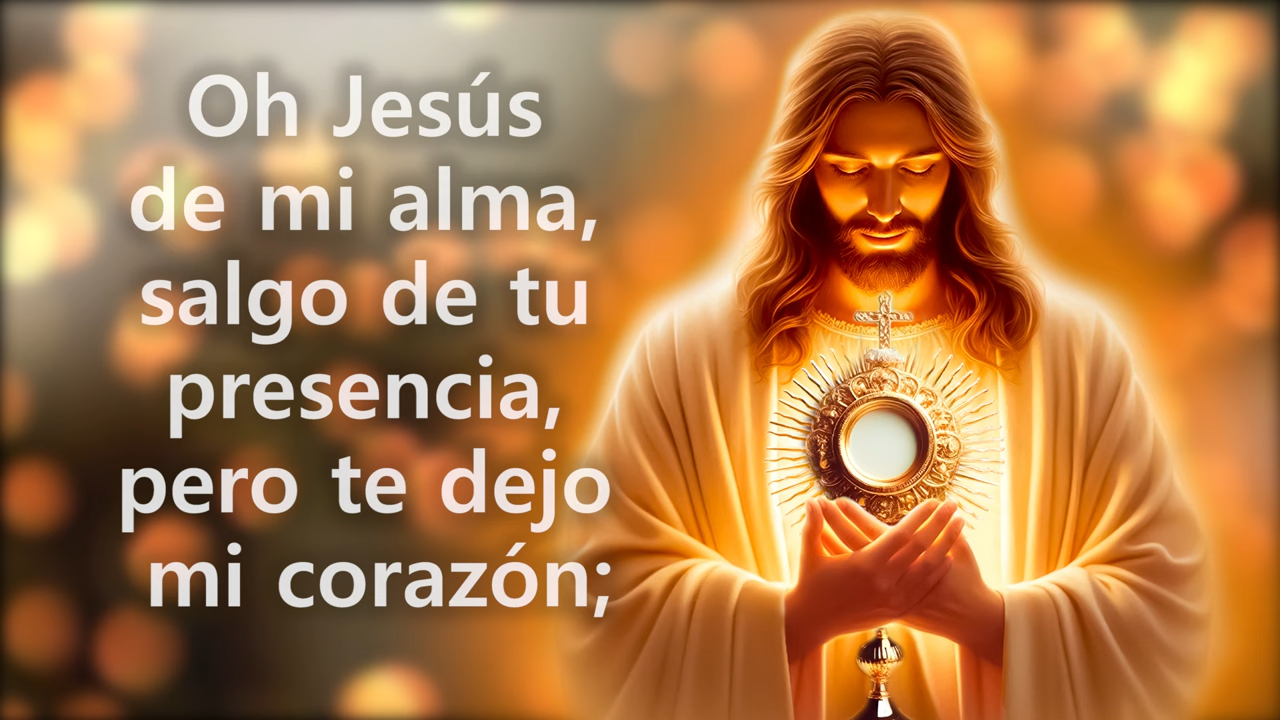 Oh Jesús
de mi alma,
salgo de tu
presencia,
pero te dejo
mi corazón;